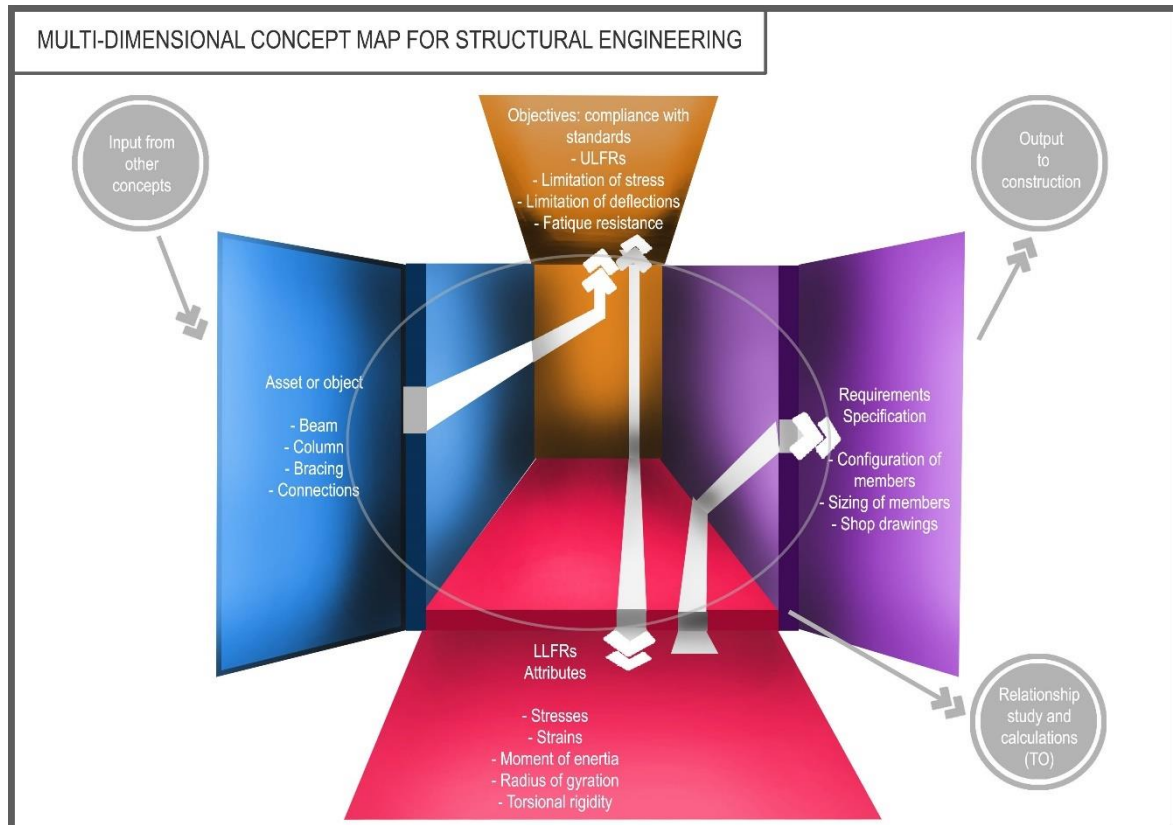 MULTI-DIMENSIONAL CONCEPT MAP FOR STRUCTURAL ENGINEERING
Input from
other
concepts
Objectives: compliance with
standards
- ULFRs
- Limitation of stress
- Limitation of deflections
- Fatique resistance
Output
to
construction
Asset or object
- Beam
- Column
- Bracing
- Connections
Requirements
Specification
- Configuration of
members
- Sizing of members
- Shop drawings
LLFRs
Attributes
- Stresses
- Strains
- Moment of enertia
- Radius of gyration
- Torsional rigidity
Relationship
study and
calculations
(TO)